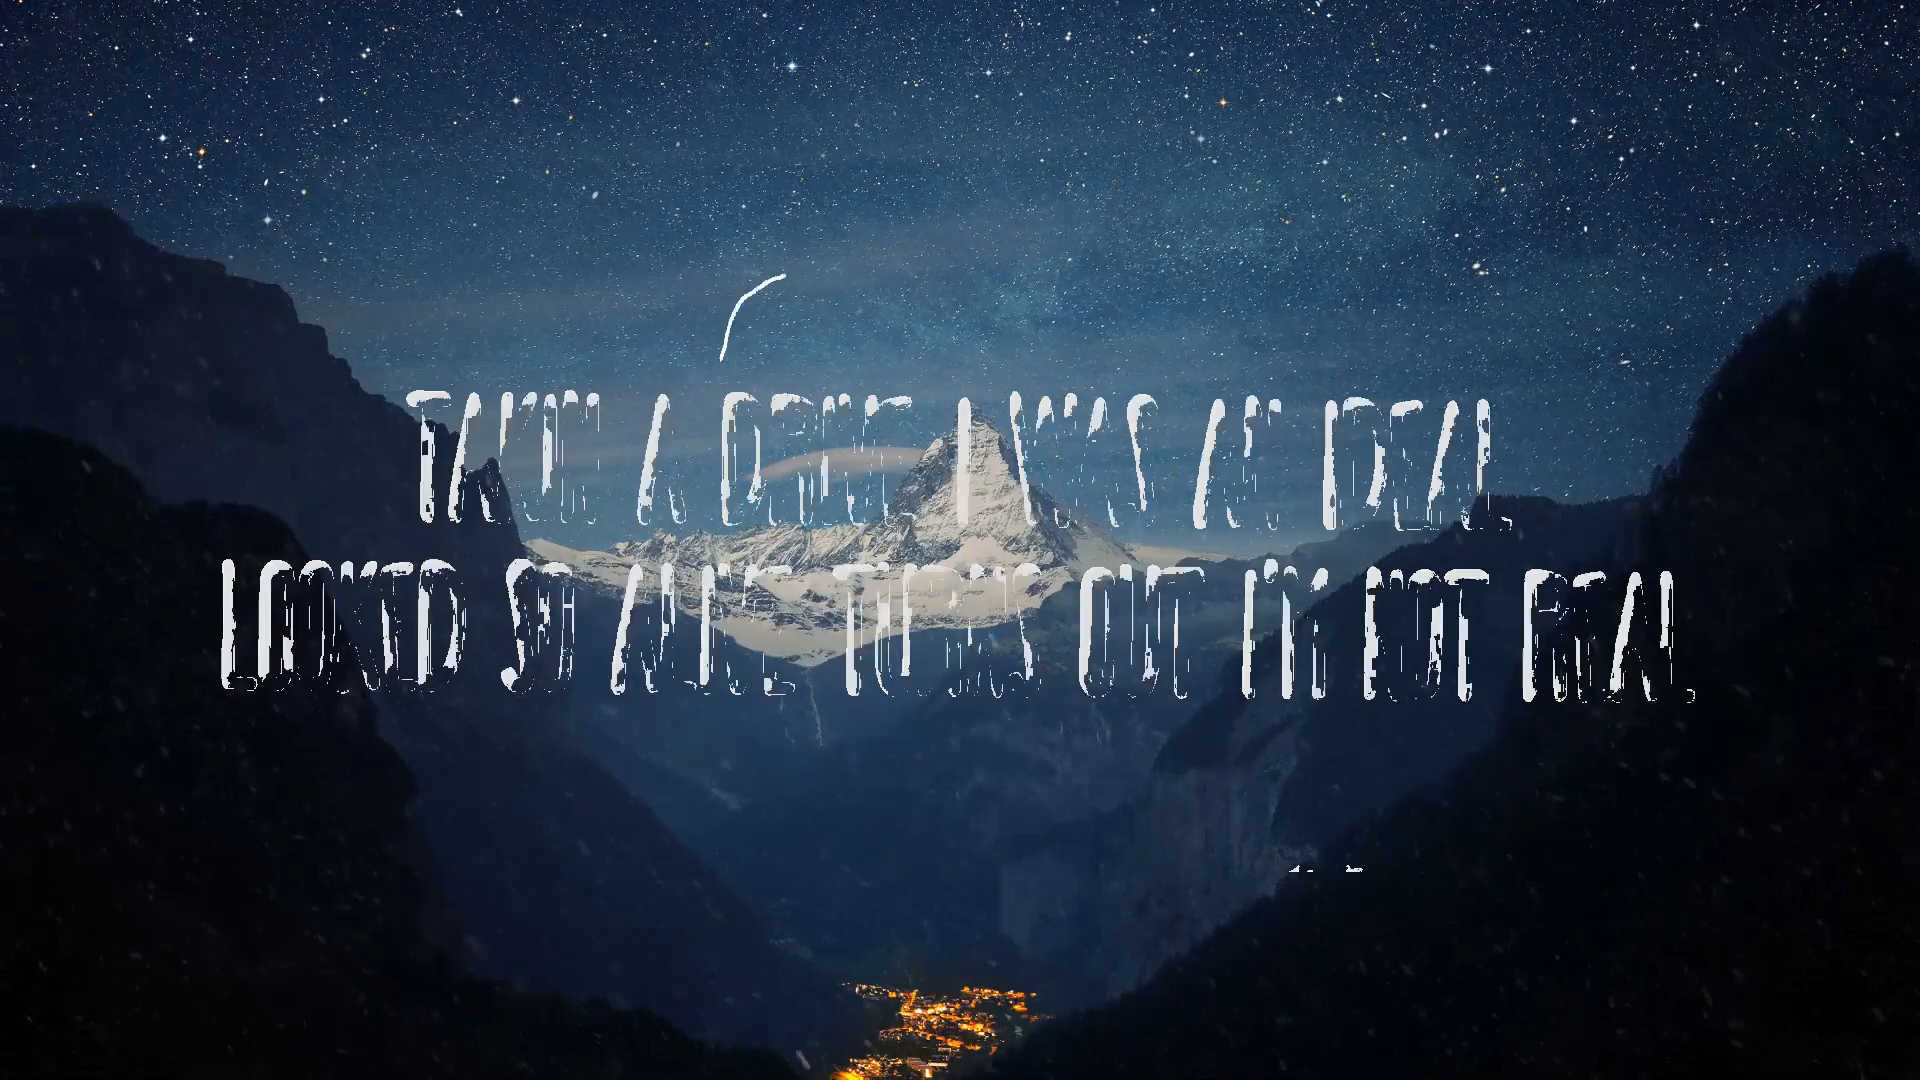 TAKIN' A DRIVE, I WAS AN IDEAL
LOOKED SO ALIVE, TURNS OUT I'M NOT REAL